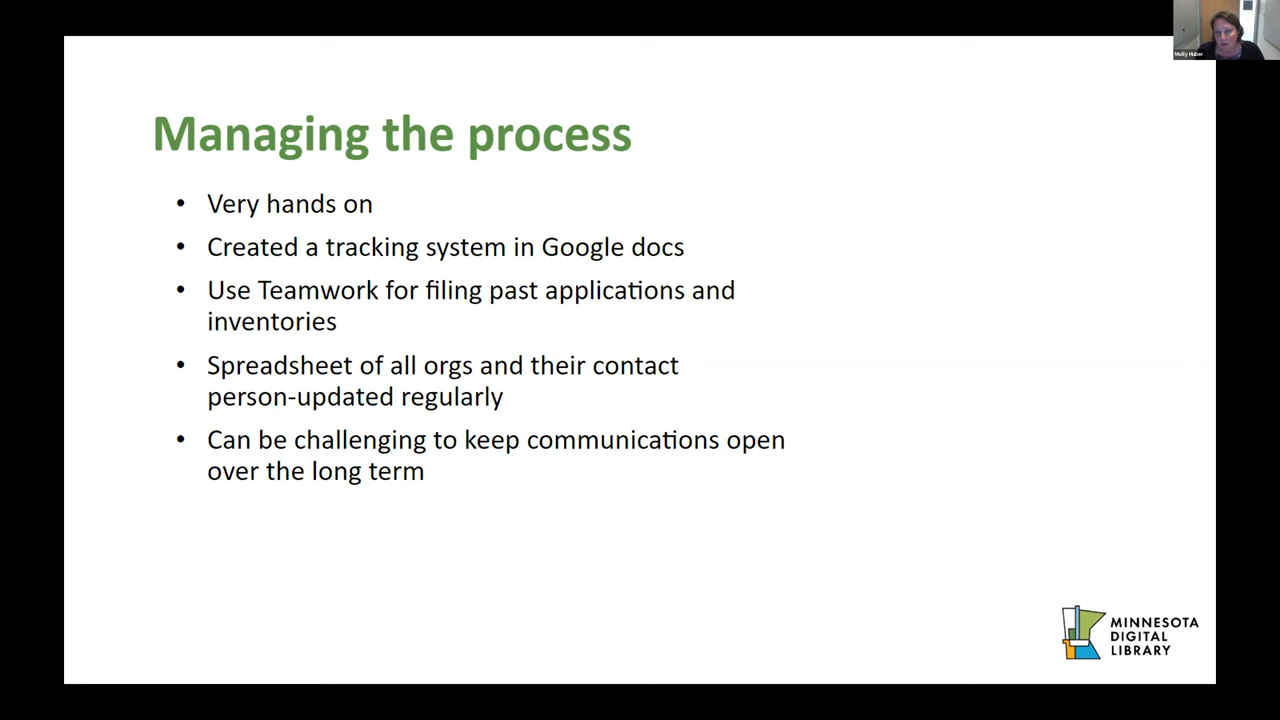 Molly Huber
Managing the process
• Very hands on
• Created a tracking system in Google docs
• Use Teamwork for filing past applications and
inventories
• Spreadsheet of all orgs and their contact
person-updated regularly
• Can be challenging to keep communications open
over the long term
MINNESOTA
DIGITAL
LIBRARY